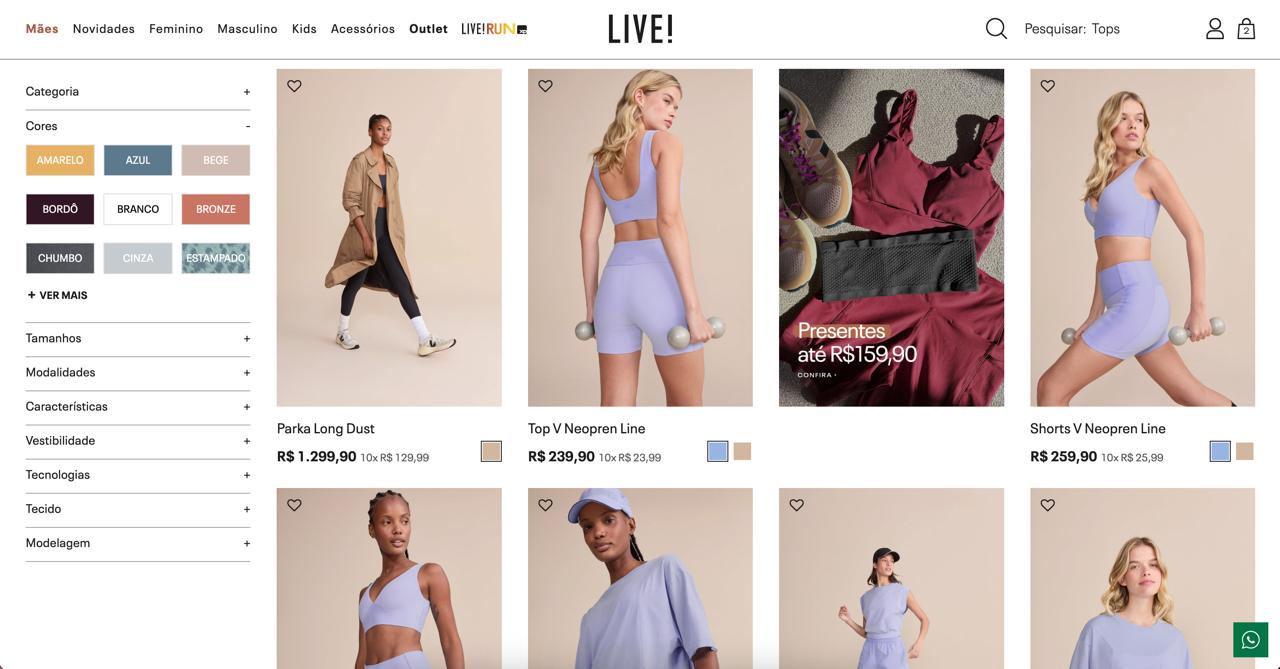 Mães Novidades Feminino Masculino Kids Acessórios Outlet LIVE!RUN XP
LIVE!
Pesquisar: Tops
2
Categoria +
Cores -
AMARELO AZUL BEGE
BORDÔ BRANCO BRONZE
CHUMBO CINZA ESTAMPADO
+ VER MAIS
Tamanhos +
Modalidades +
Características +
Vestibilidade +
Tecnologias +
Tecido +
Modelagem +
Presentes
até R$159,90
CONFIRA ›
Parka Long Dust
R$ 1.299,90 10x R$ 129,99
Top V Neopren Line
R$ 239,90 10x R$ 23,99
Shorts V Neopren Line
R$ 259,90 10x R$ 25,99